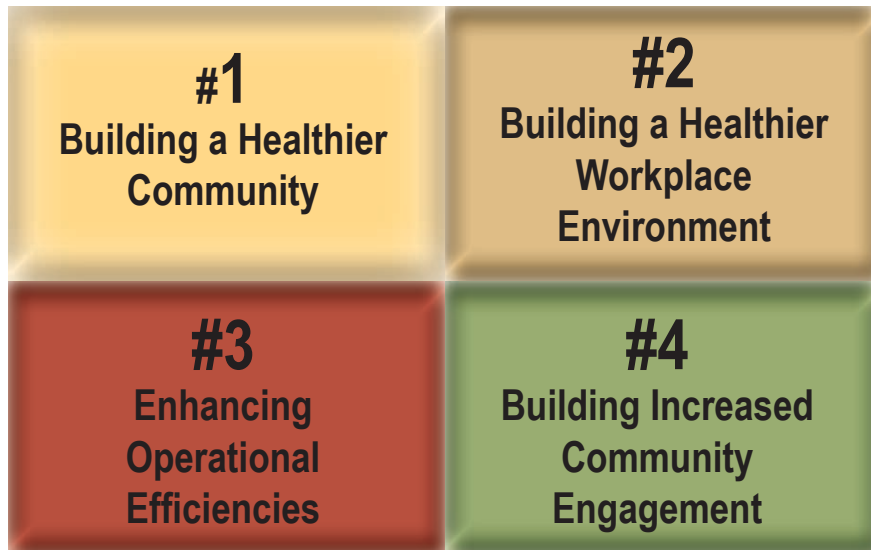 #1
Building a Healthier
Community
#2
Building a Healthier
Workplace
Environment
#3
Enhancing
Operational
Efficiencies
#4
Building Increased
Community
Engagement